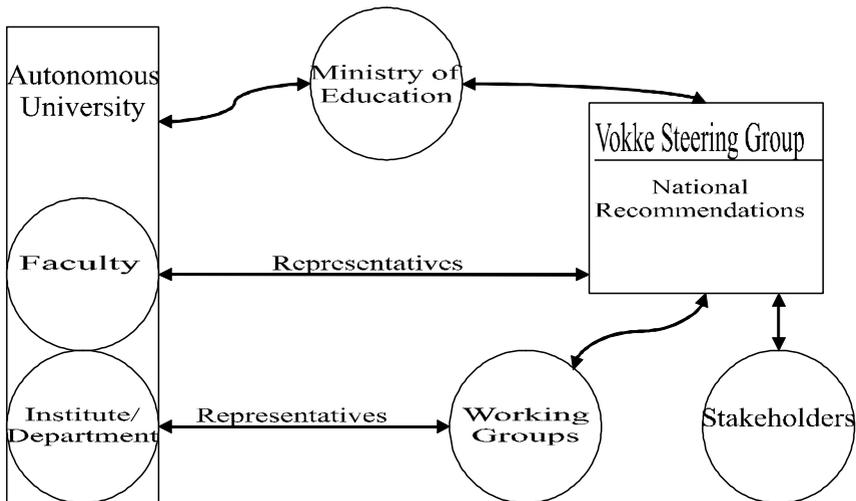 Autonomous
University
Ministry of
Education
Vokke Steering Group
National
Recommendations
Faculty
Representatives
Institute/
Department
Representatives
Working
Groups
Stakeholders